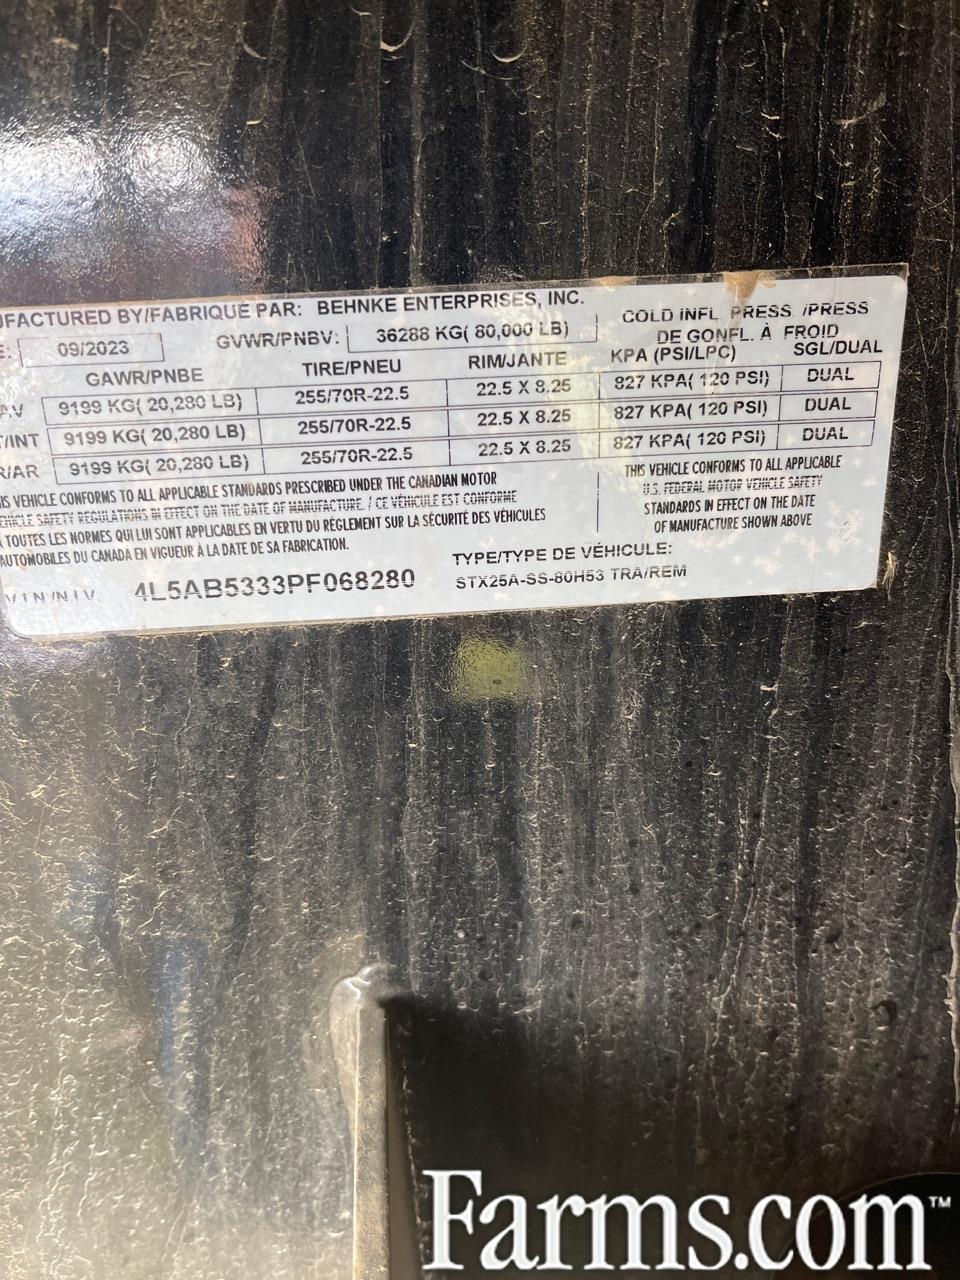 UFACTURED BY/FABRIQUÉ PAR: BEHNKE ENTERPRISES, INC.
E: 09/2023 GVWR/PNBV: 36288 KG( 80,000 LB)
COLD INFL. PRESS. /PRESS
DE GONFL. À FROID
GAWR/PNBE TIRE/PNEU RIM/JANTE KPA (PSI/LPC) SGL/DUAL
AV 9199 KG( 20,280 LB) 255/70R-22.5 22.5 X 8.25 827 KPA( 120 PSI) DUAL
T/INT 9199 KG( 20,280 LB) 255/70R-22.5 22.5 X 8.25 827 KPA( 120 PSI) DUAL
R/AR 9199 KG( 20,280 LB) 255/70R-22.5 22.5 X 8.25 827 KPA( 120 PSI) DUAL
IS VEHICLE CONFORMS TO ALL APPLICABLE STANDARDS PRESCRIBED UNDER THE CANADIAN MOTOR
EHICLE SAFETY REGULATIONS IN EFFECT ON THE DATE OF MANUFACTURE. / CE VÉHICULE EST CONFORME
TOUTES LES NORMES QUI LUI SONT APPLICABLES EN VERTU DU RÈGLEMENT SUR LA SÉCURITÉ DES VÉHICULES
AUTOMOBILES DU CANADA EN VIGUEUR À LA DATE DE SA FABRICATION.
THIS VEHICLE CONFORMS TO ALL APPLICABLE
U.S. FEDERAL MOTOR VEHICLE SAFETY
STANDARDS IN EFFECT ON THE DATE
OF MANUFACTURE SHOWN ABOVE
V.I.N./N.I.V. 4L5AB5333PF068280
TYPE/TYPE DE VÉHICULE:
STX25A-SS-80H53 TRA/REM
Farms.com™